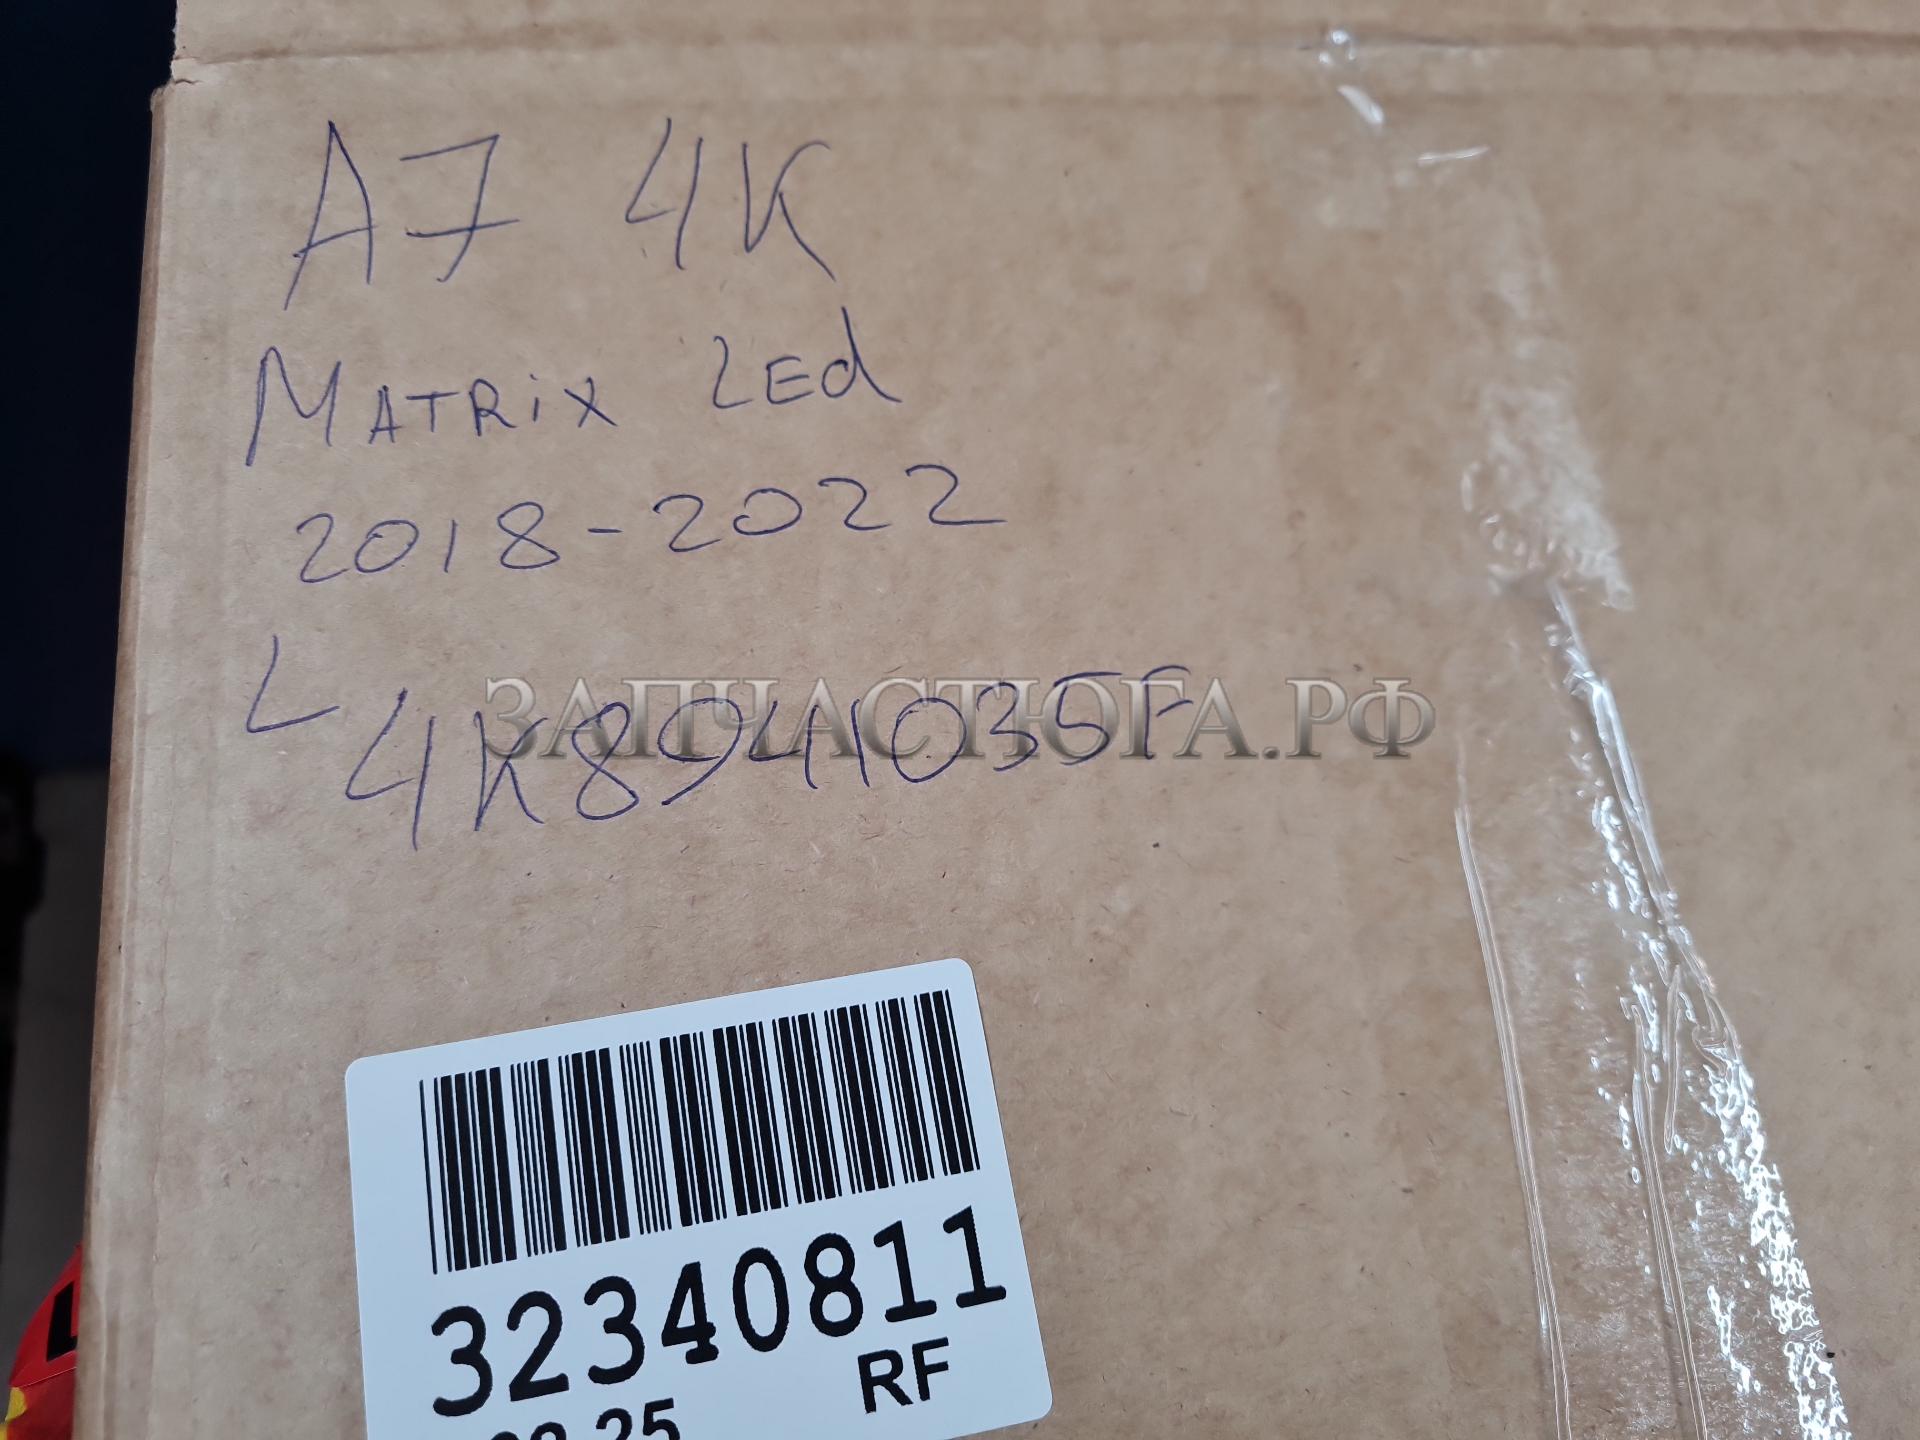 A7 4K
MATRix LEd
2018-2022
L
4K8941035F
ЗАПЧАСТЮГА.РФ
32340811
RF